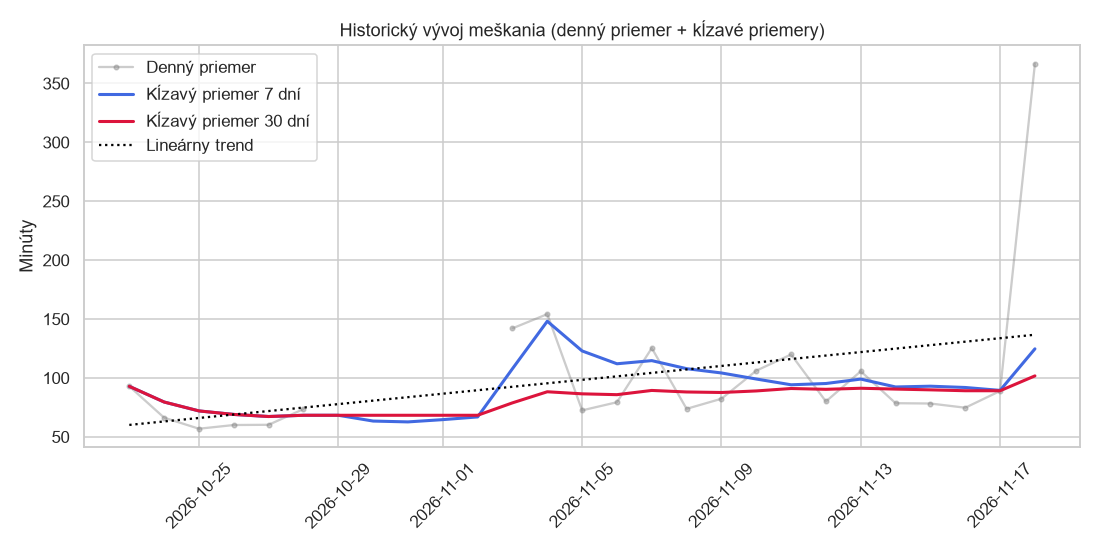 Historický vývoj meškania (denný priemer + kĺzavé priemery)
Denný priemer
Kĺzavý priemer 7 dní
Kĺzavý priemer 30 dní
Lineárny trend
Minúty
350
300
250
200
150
100
50
2026-10-25
2026-10-29
2026-11-01
2026-11-05
2026-11-09
2026-11-13
2026-11-17